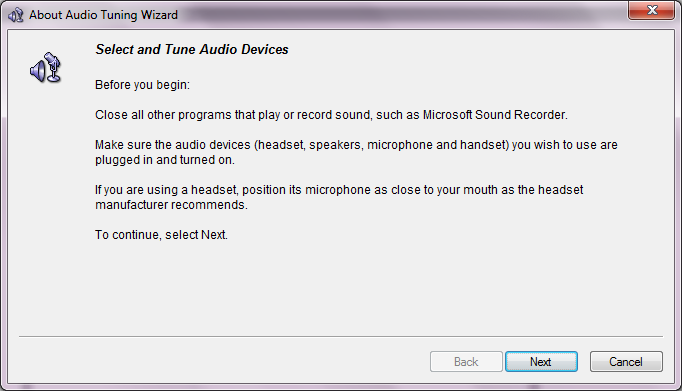 About Audio Tuning Wizard
Select and Tune Audio Devices
Before you begin:
Close all other programs that play or record sound, such as Microsoft Sound Recorder.
Make sure the audio devices (headset, speakers, microphone and handset) you wish to use are
plugged in and turned on.
If you are using a headset, position its microphone as close to your mouth as the headset
manufacturer recommends.
To continue, select Next.
Back
Next
Cancel